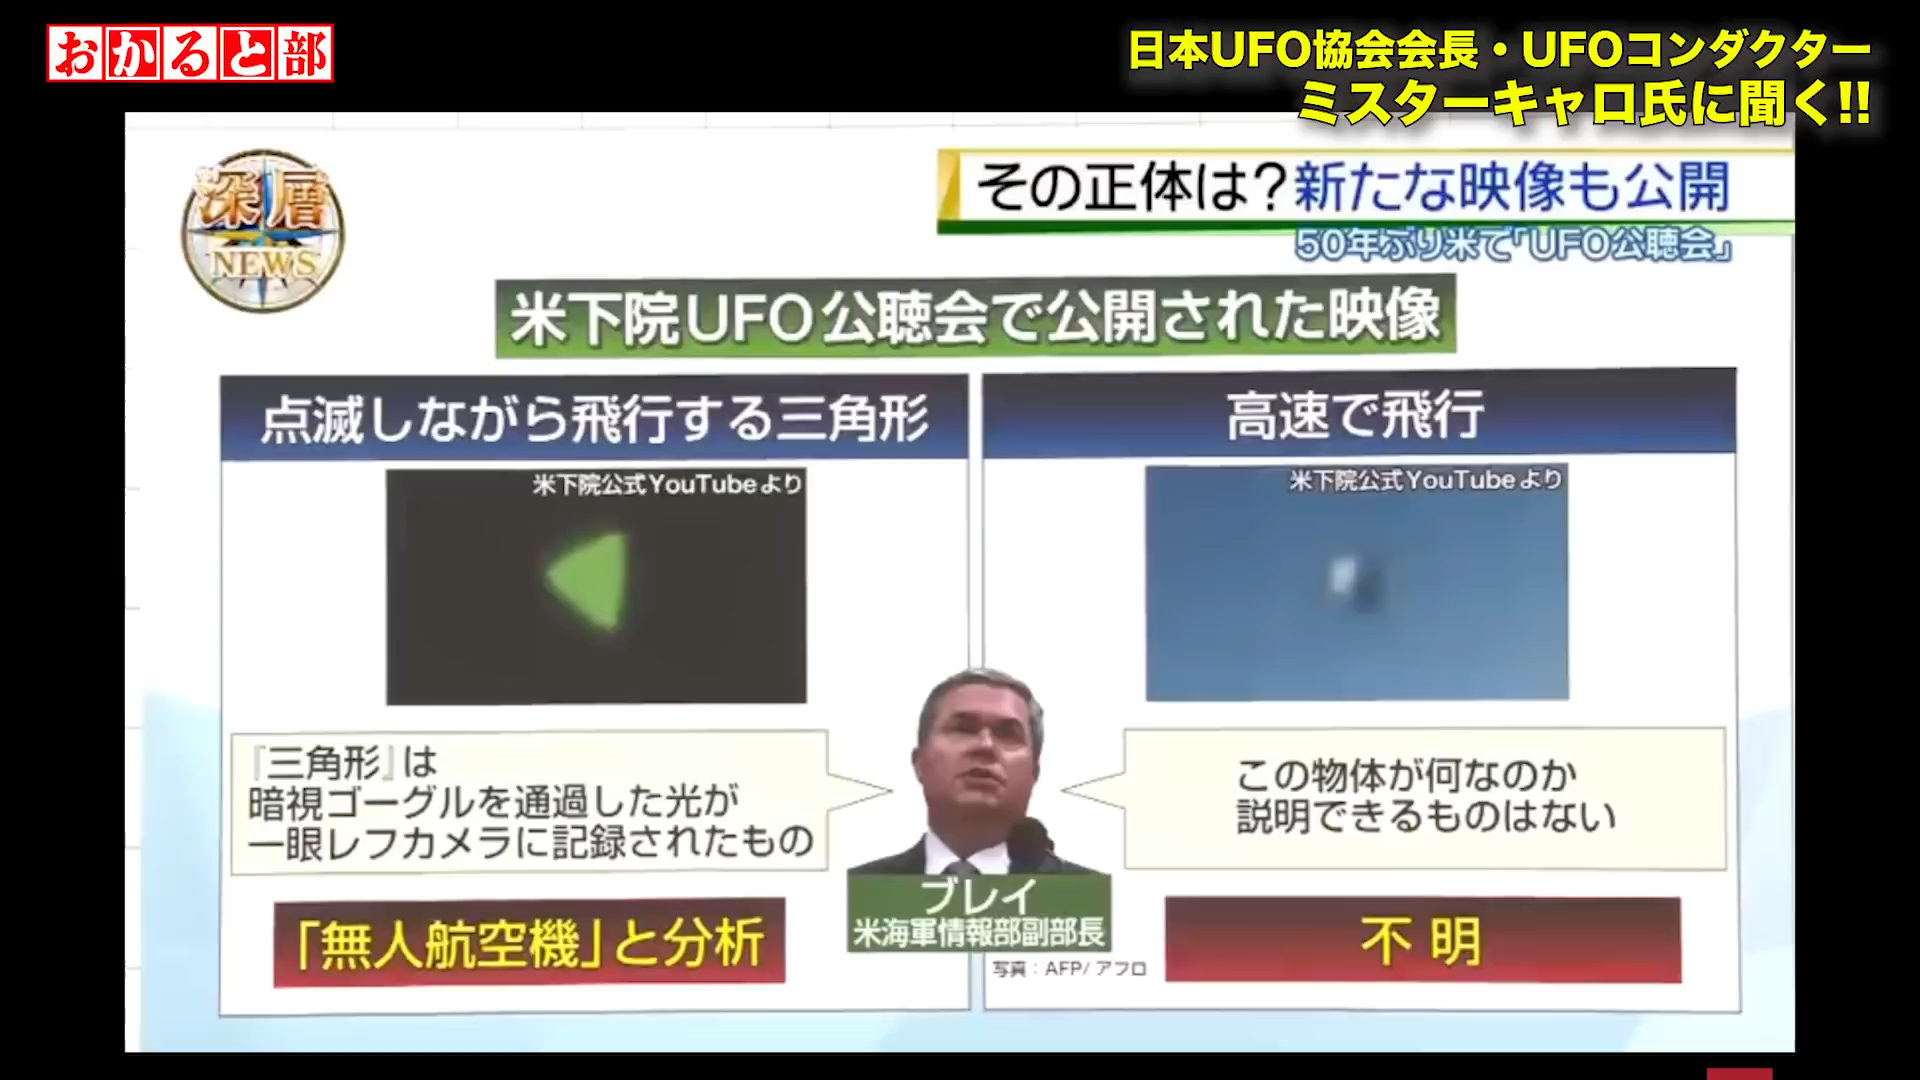 おかると部
日本UFO協会会長・UFOコンダクター
ミスターキャロ氏に聞く!!
深層
NEWS
その正体は?新たな映像も公開
50年ぶり米で「UFO公聴会」
米下院UFO公聴会で公開された映像
点滅しながら飛行する三角形
米下院公式YouTubeより
『三角形』は
暗視ゴーグルを通過した光が
一眼レフカメラに記録されたもの
「無人航空機」と分析
高速で飛行
米下院公式YouTubeより
この物体が何なのか
説明できるものはない
不明
ブレイ
米海軍情報部副部長
写真:AFP/アフロ